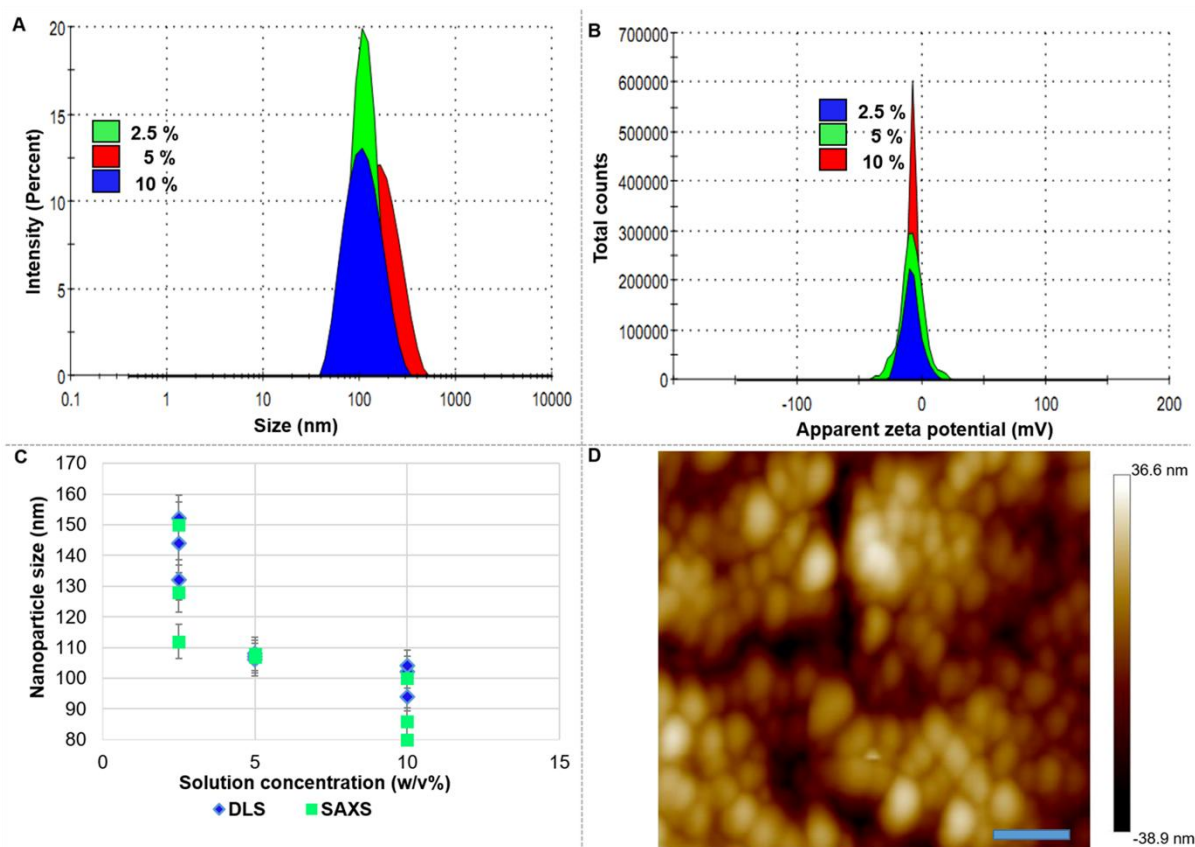 A
20
15
10
5
0
Intensity (Percent)
2.5 %
5 %
10 %
0.1 1 10 100 1000 10000
Size (nm)
B
700000
600000
500000
400000
300000
200000
100000
0
Total counts
2.5 %
5 %
10 %
-100 0 100 200
Apparent zeta potential (mV)
C
170
160
150
140
130
120
110
100
90
80
Nanoparticle size (nm)
0 5 10 15
Solution concentration (w/v%)
DLS SAXS
D
36.6 nm
-38.9 nm